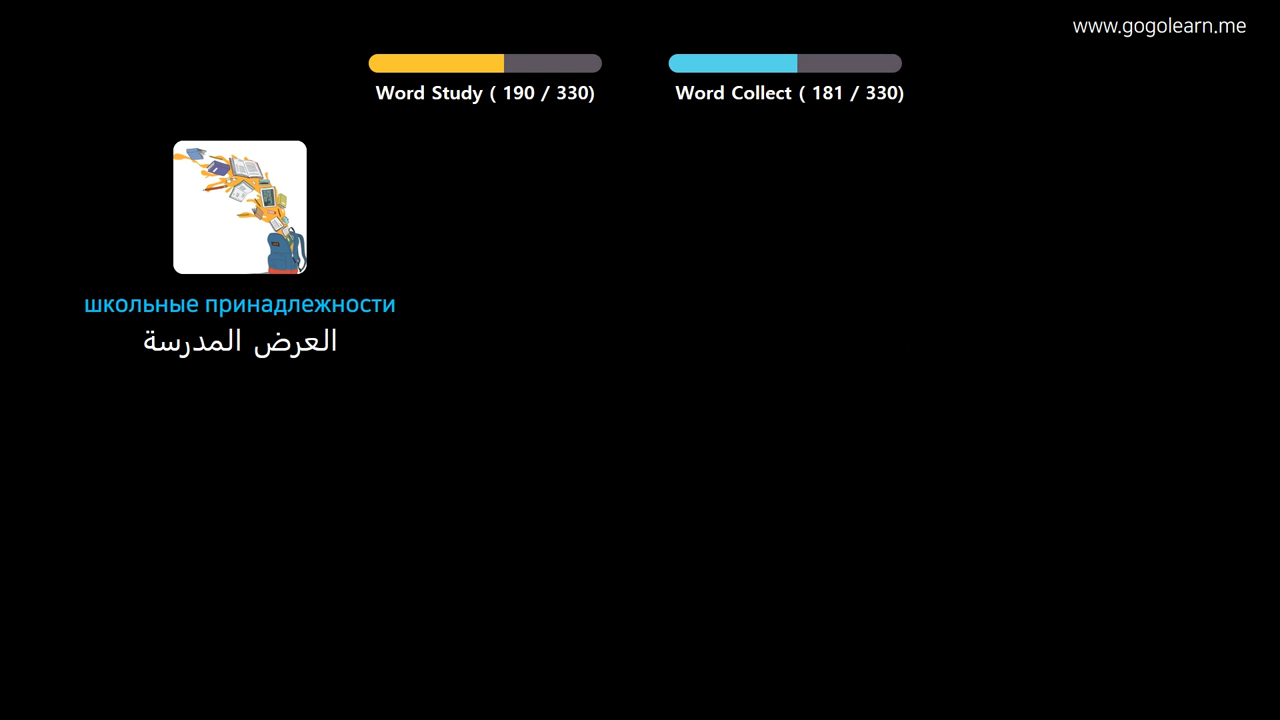 www.gogolearn.me
Word Study ( 190 / 330)
Word Collect ( 181 / 330)
школьные принадлежности
العرض المدرسة